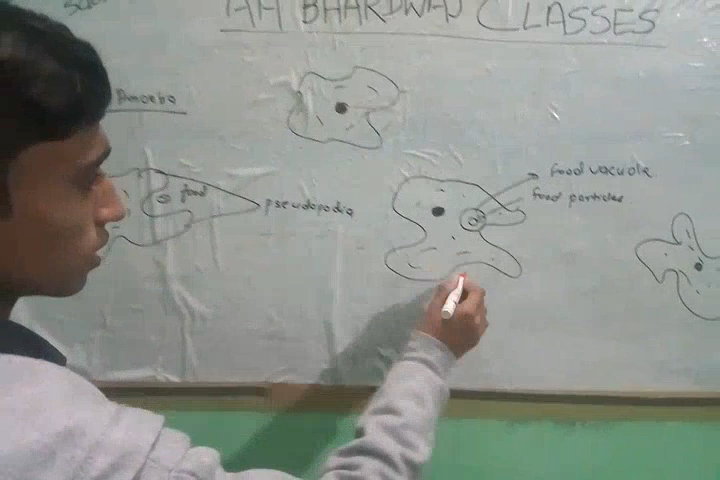 BHARDWAJ CLASSES
Amoeba
food
pseudopodia
food vacuole
food particles